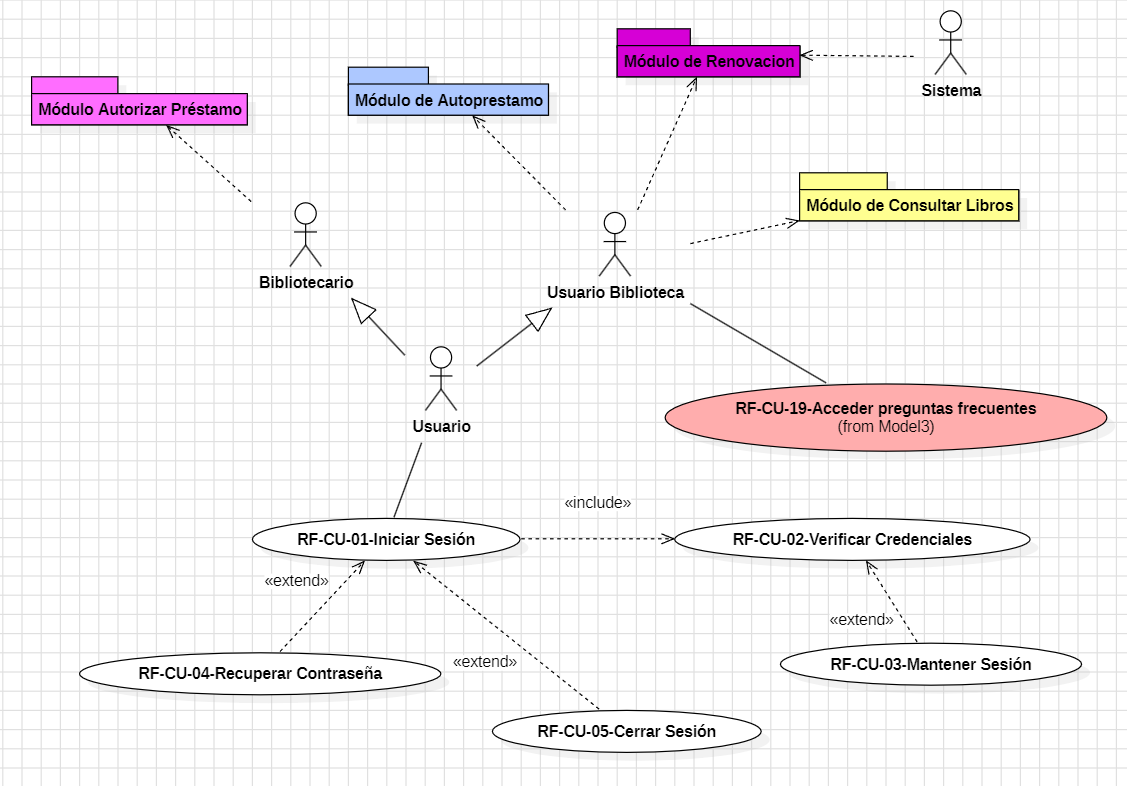 Módulo de Renovacion
Sistema
Módulo Autorizar Préstamo
Módulo de Autoprestamo
Módulo de Consultar Libros
Bibliotecario
Usuario Biblioteca
Usuario
RF-CU-19-Acceder preguntas frecuentes
(from Model3)
«include»
RF-CU-01-Iniciar Sesión
RF-CU-02-Verificar Credenciales
«extend»
«extend»
«extend»
RF-CU-04-Recuperar Contraseña
RF-CU-03-Mantener Sesión
RF-CU-05-Cerrar Sesión